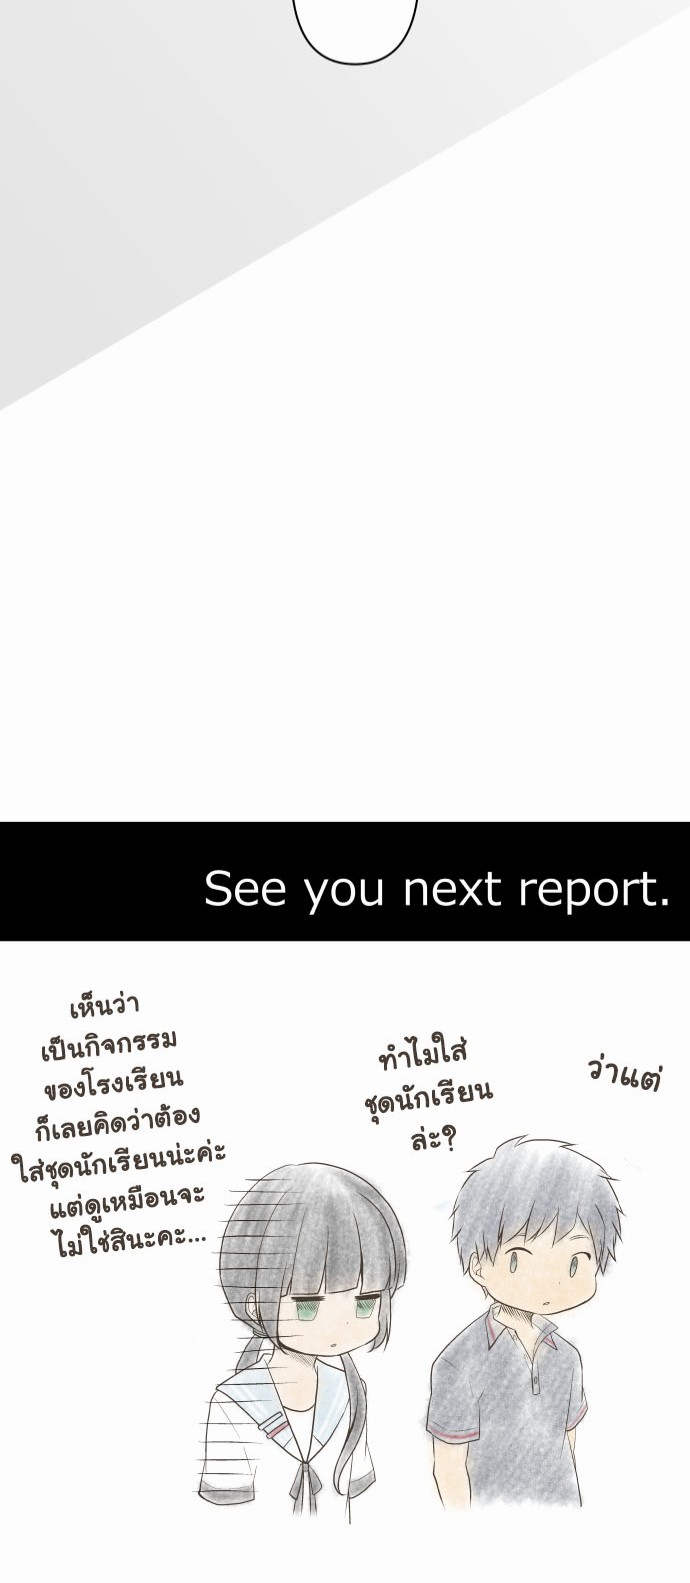 See you next report.
ว่าแต่
ทำไมใส่
ชุดนักเรียน
ล่ะ?
เห็นว่า
เป็นกิจกรรม
ของโรงเรียน
ก็เลยคิดว่าต้อง
ใส่ชุดนักเรียนน่ะค่ะ
แต่ดูเหมือนจะ
ไม่ใช่สินะคะ...